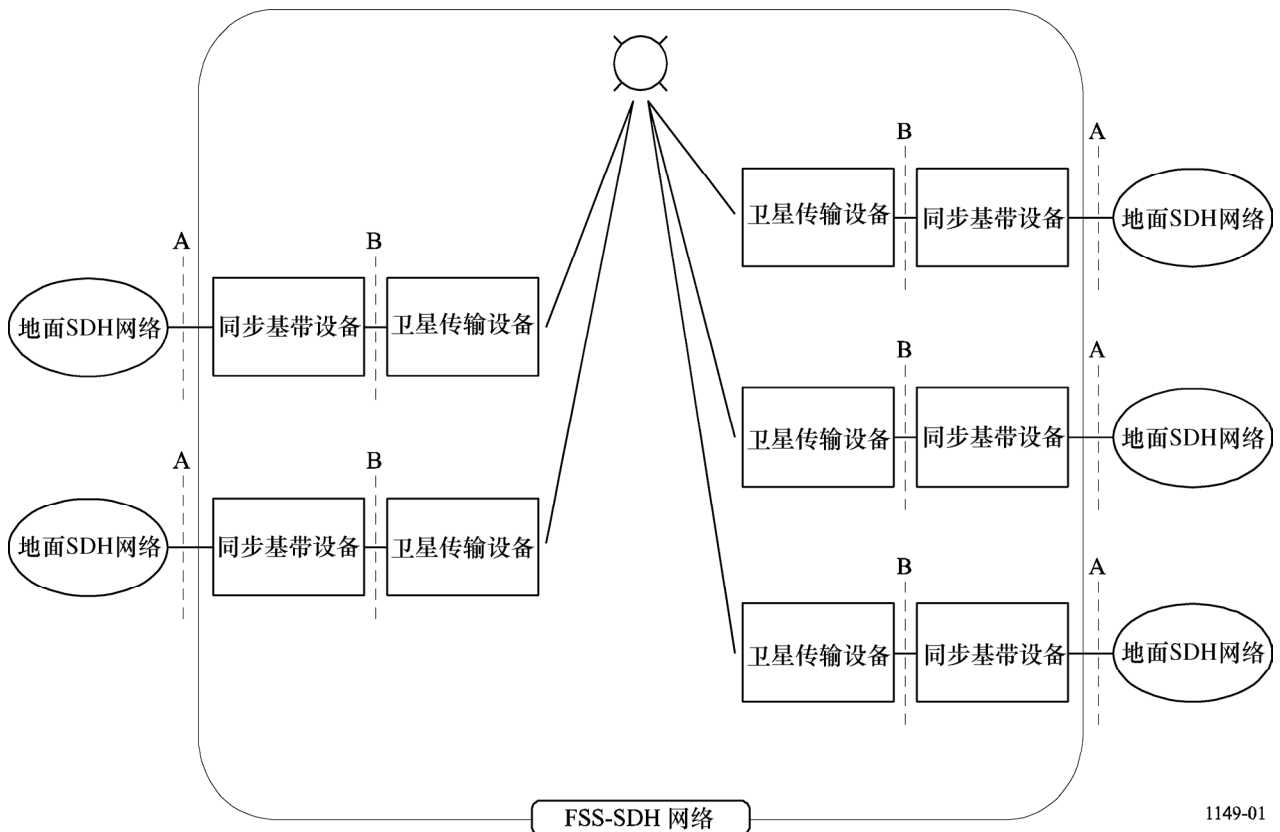 B
A
卫星传输设备
同步基带设备
地面SDH网络
A
B
地面SDH网络
同步基带设备
卫星传输设备
B
A
卫星传输设备
同步基带设备
地面SDH网络
A
B
地面SDH网络
同步基带设备
卫星传输设备
B
A
卫星传输设备
同步基带设备
地面SDH网络
FSS-SDH 网络
1149-01